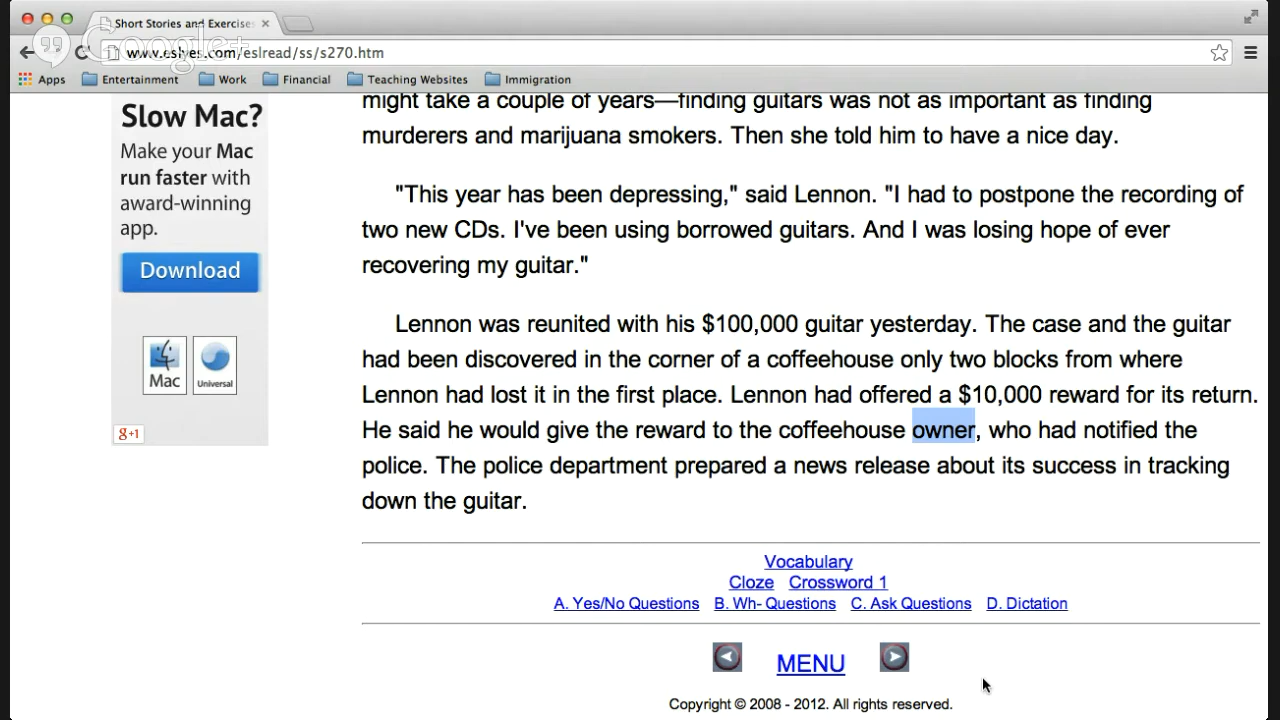 Short Stories and Exercises
Google+
www.eslyes.com/eslread/ss/s270.htm
Apps Entertainment Work Financial Teaching Websites Immigration
Slow Mac?
Make your Mac
run faster with
award-winning
app.
Download
Mac Universal
g+1
might take a couple of years—finding guitars was not as important as finding
murderers and marijuana smokers. Then she told him to have a nice day.
"This year has been depressing," said Lennon. "I had to postpone the recording of
two new CDs. I've been using borrowed guitars. And I was losing hope of ever
recovering my guitar."
Lennon was reunited with his $100,000 guitar yesterday. The case and the guitar
had been discovered in the corner of a coffeehouse only two blocks from where
Lennon had lost it in the first place. Lennon had offered a $10,000 reward for its return.
He said he would give the reward to the coffeehouse owner, who had notified the
police. The police department prepared a news release about its success in tracking
down the guitar.
Vocabulary
Cloze Crossword 1
A. Yes/No Questions B. Wh- Questions C. Ask Questions D. Dictation
MENU
Copyright © 2008 - 2012. All rights reserved.